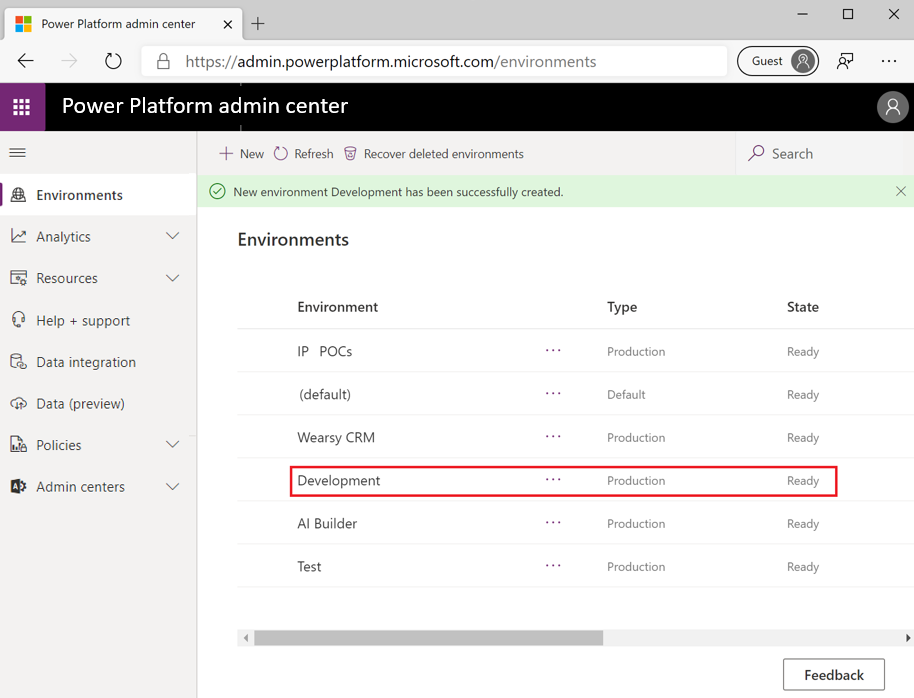 Power Platform admin center
https://admin.powerplatform.microsoft.com/environments
Guest
Power Platform admin center
New Refresh Recover deleted environments Search
New environment Development has been successfully created.
Environments
Analytics
Resources
Help + support
Data integration
Data (preview)
Policies
Admin centers
Environments
Environment Type State
IP POCs ... Production Ready
(default) ... Default Ready
Wearsy CRM ... Production Ready
Development ... Production Ready
AI Builder ... Production Ready
Test ... Production Ready
Feedback